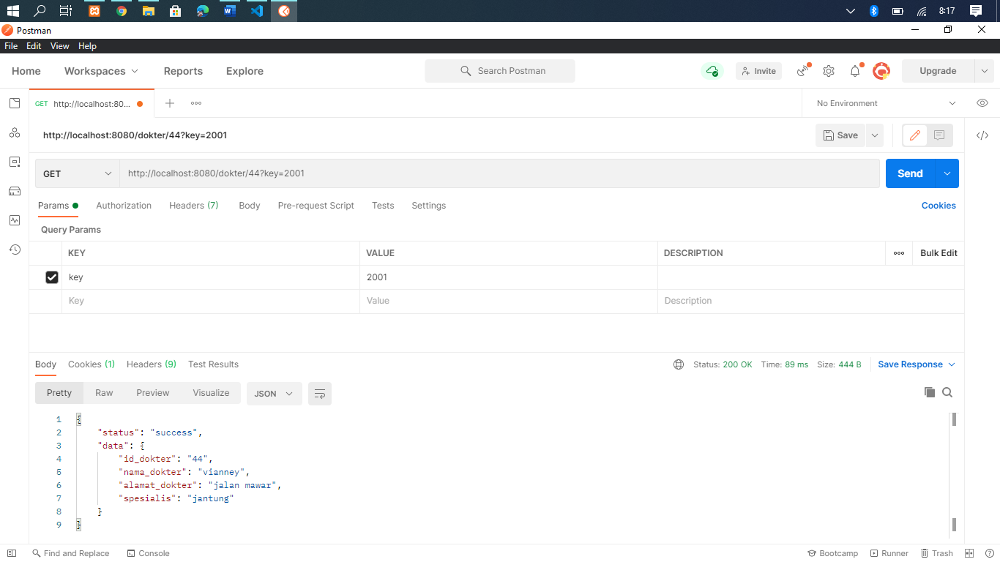 8:17
Postman
File Edit View Help
Home Workspaces Reports Explore Search Postman Invite Upgrade
GET http://localhost:80... No Environment
http://localhost:8080/dokter/44?key=2001 Save
GET http://localhost:8080/dokter/44?key=2001 Send
Params Authorization Headers (7) Body Pre-request Script Tests Settings Cookies
Query Params
KEY VALUE DESCRIPTION Bulk Edit
key 2001
Key Value Description
Body Cookies (1) Headers (9) Test Results Status: 200 OK Time: 89 ms Size: 444 B Save Response
Pretty Raw Preview Visualize JSON
1 {
2 "status": "success",
3 "data": {
4 "id_dokter": "44",
5 "nama_dokter": "vianney",
6 "alamat_dokter": "jalan mawar",
7 "spesialis": "jantung"
8 }
9 }
Find and Replace Console Bootcamp Runner Trash